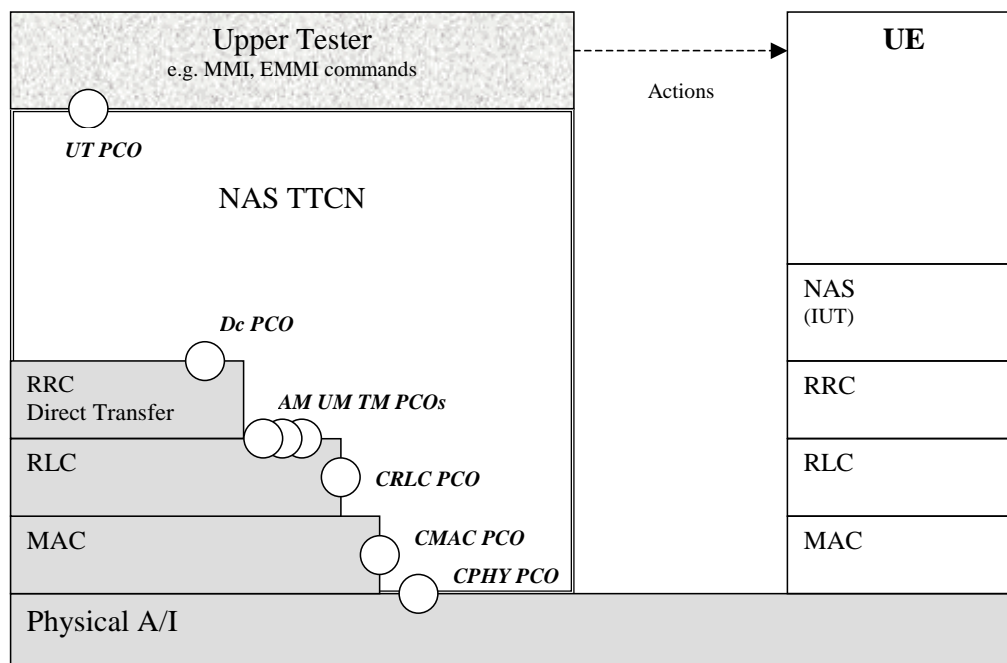 Upper Tester
e.g. MMI, EMMI commands
UE
Actions
UT PCO
NAS TTCN
NAS
(IUT)
Dc PCO
RRC
Direct Transfer
AM UM TM PCOs
RRC
RLC
CRLC PCO
RLC
MAC
CMAC PCO
MAC
CPHY PCO
Physical A/I